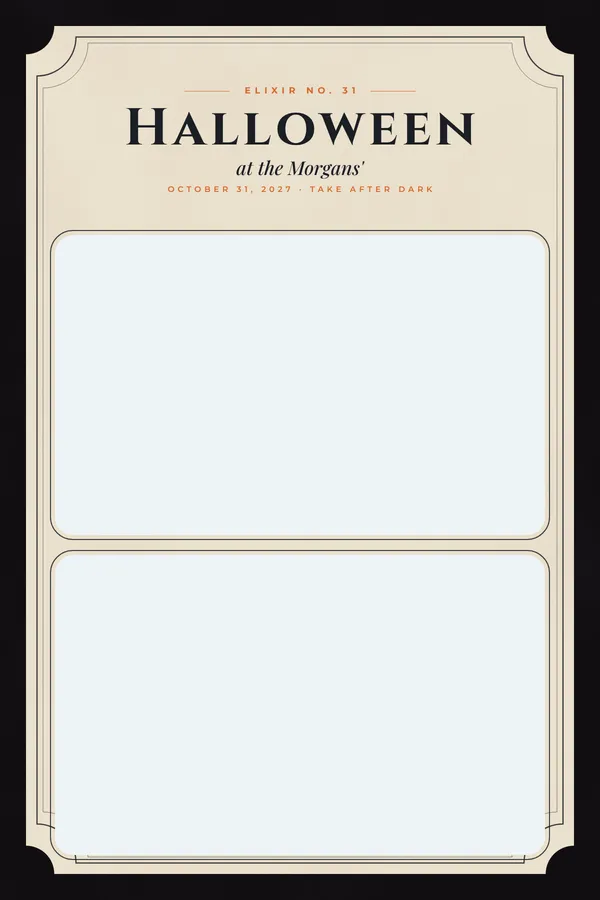 ELIXIR NO. 31
HALLOWEEN
at the Morgans'
OCTOBER 31, 2027 · TAKE AFTER DARK